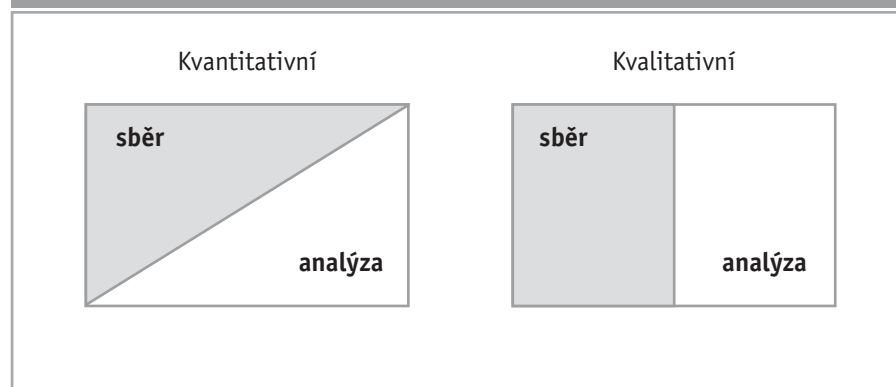 Kvantitativní
Kvalitativní
sběr
sběr
analýza
analýza